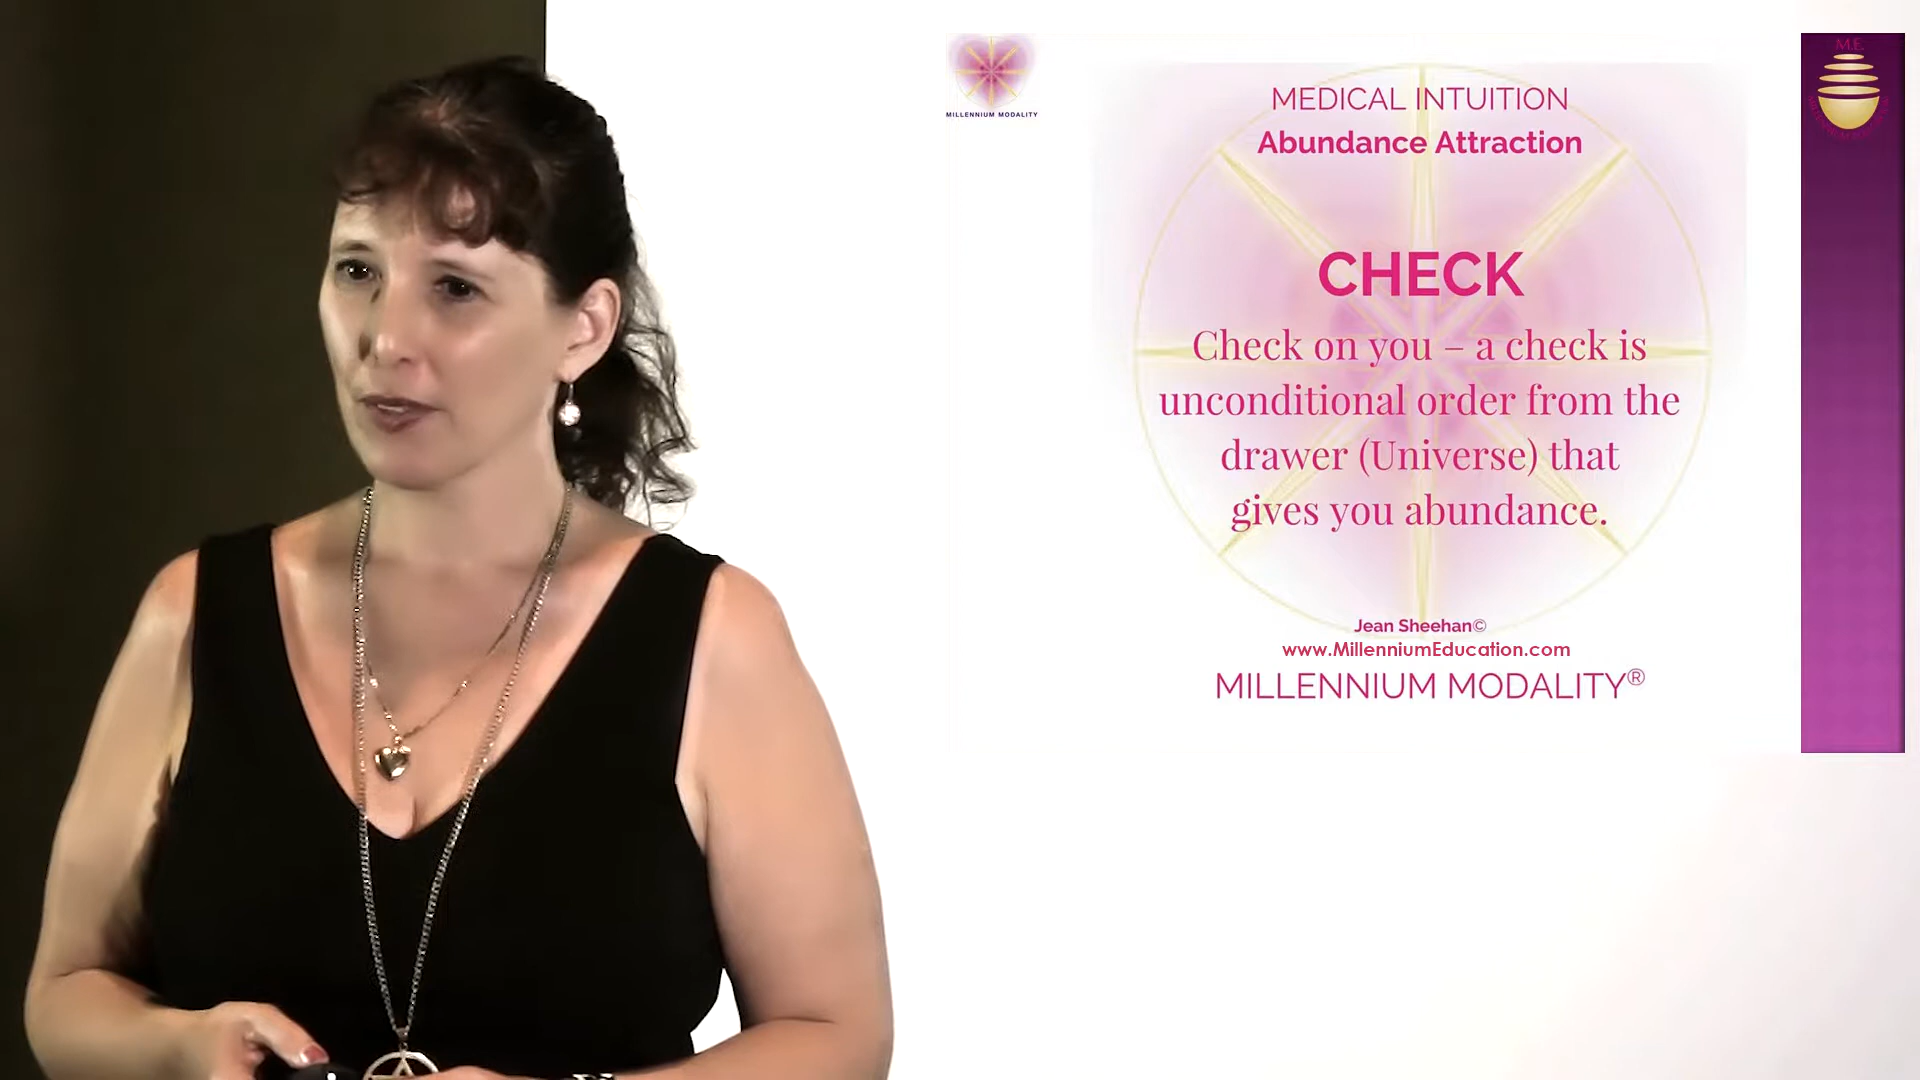 MILLENNIUM MODALITY
MEDICAL INTUITION
Abundance Attraction
CHECK
Check on you – a check is
unconditional order from the
drawer (Universe) that
gives you abundance.
Jean Sheehan©
www.MillenniumEducation.com
MILLENNIUM MODALITY®
M.E.